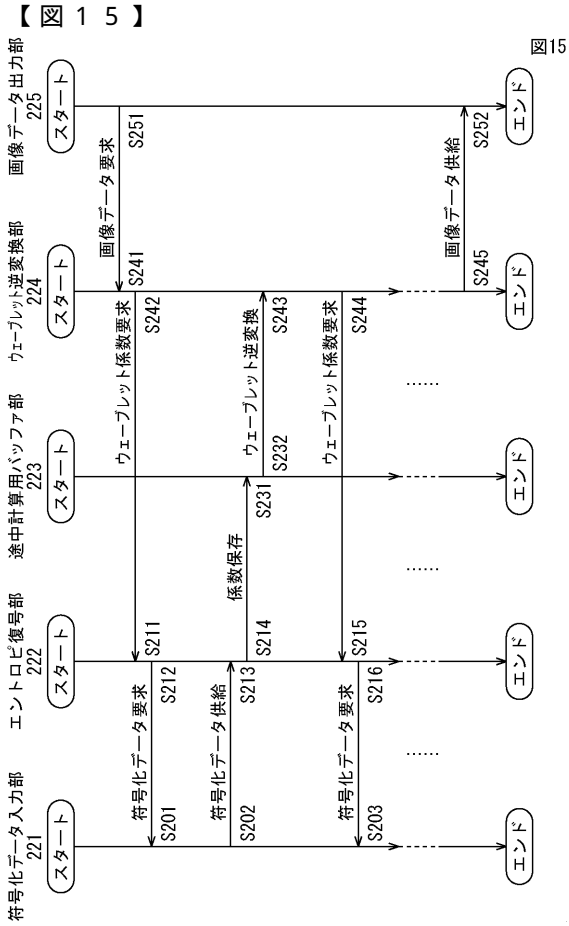 【図１５】
図15
符号化データ入力部
221
エントロピ復号部
222
途中計算用バッファ部
223
ウェーブレット逆変換部
224
画像データ出力部
225
スタート
スタート
スタート
スタート
スタート
画像データ要求
S251
S241
ウェーブレット係数要求
S242
S211
符号化データ要求
S212
S201
符号化データ供給
S202
S213
係数保存
S214
S231
ウェーブレット逆変換
S232
S243
ウェーブレット係数要求
S244
S215
符号化データ要求
S216
S203
……
……
……
画像データ供給
S245
S252
エンド
エンド
エンド
エンド
エンド